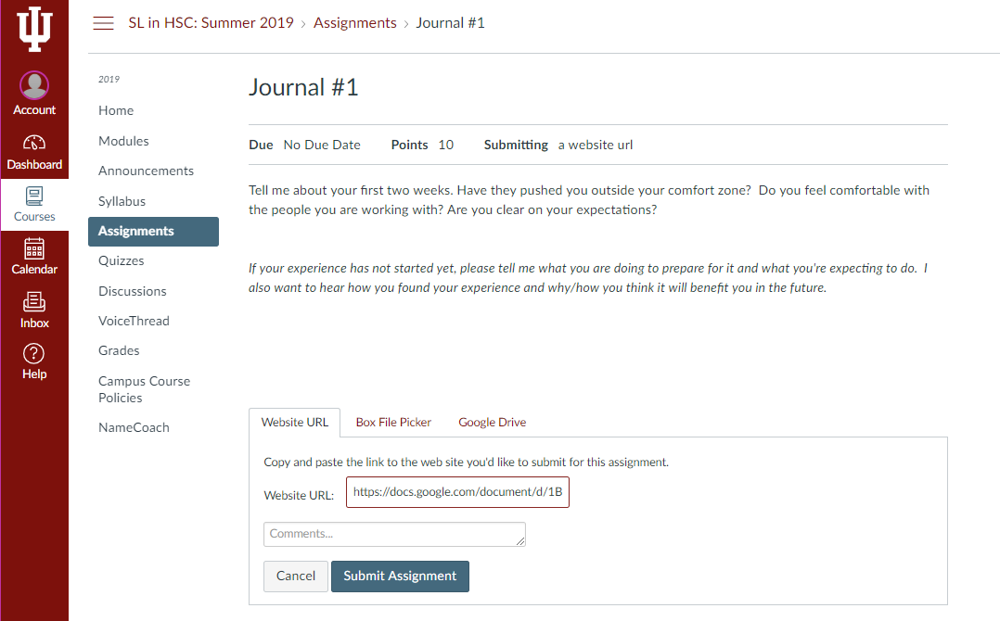 SL in HSC: Summer 2019 › Assignments › Journal #1
Account
Dashboard
Courses
Calendar
Inbox
Help
2019
Home
Modules
Announcements
Syllabus
Assignments
Quizzes
Discussions
VoiceThread
Grades
Campus Course
Policies
NameCoach
Journal #1
Due No Due Date Points 10 Submitting a website url
Tell me about your first two weeks. Have they pushed you outside your comfort zone?  Do you feel comfortable with
the people you are working with? Are you clear on your expectations?
If your experience has not started yet, please tell me what you are doing to prepare for it and what you're expecting to do.  I
also want to hear how you found your experience and why/how you think it will benefit you in the future.
Website URL Box File Picker Google Drive
Copy and paste the link to the web site you'd like to submit for this assignment.
Website URL: https://docs.google.com/document/d/1B
Comments...
Cancel Submit Assignment